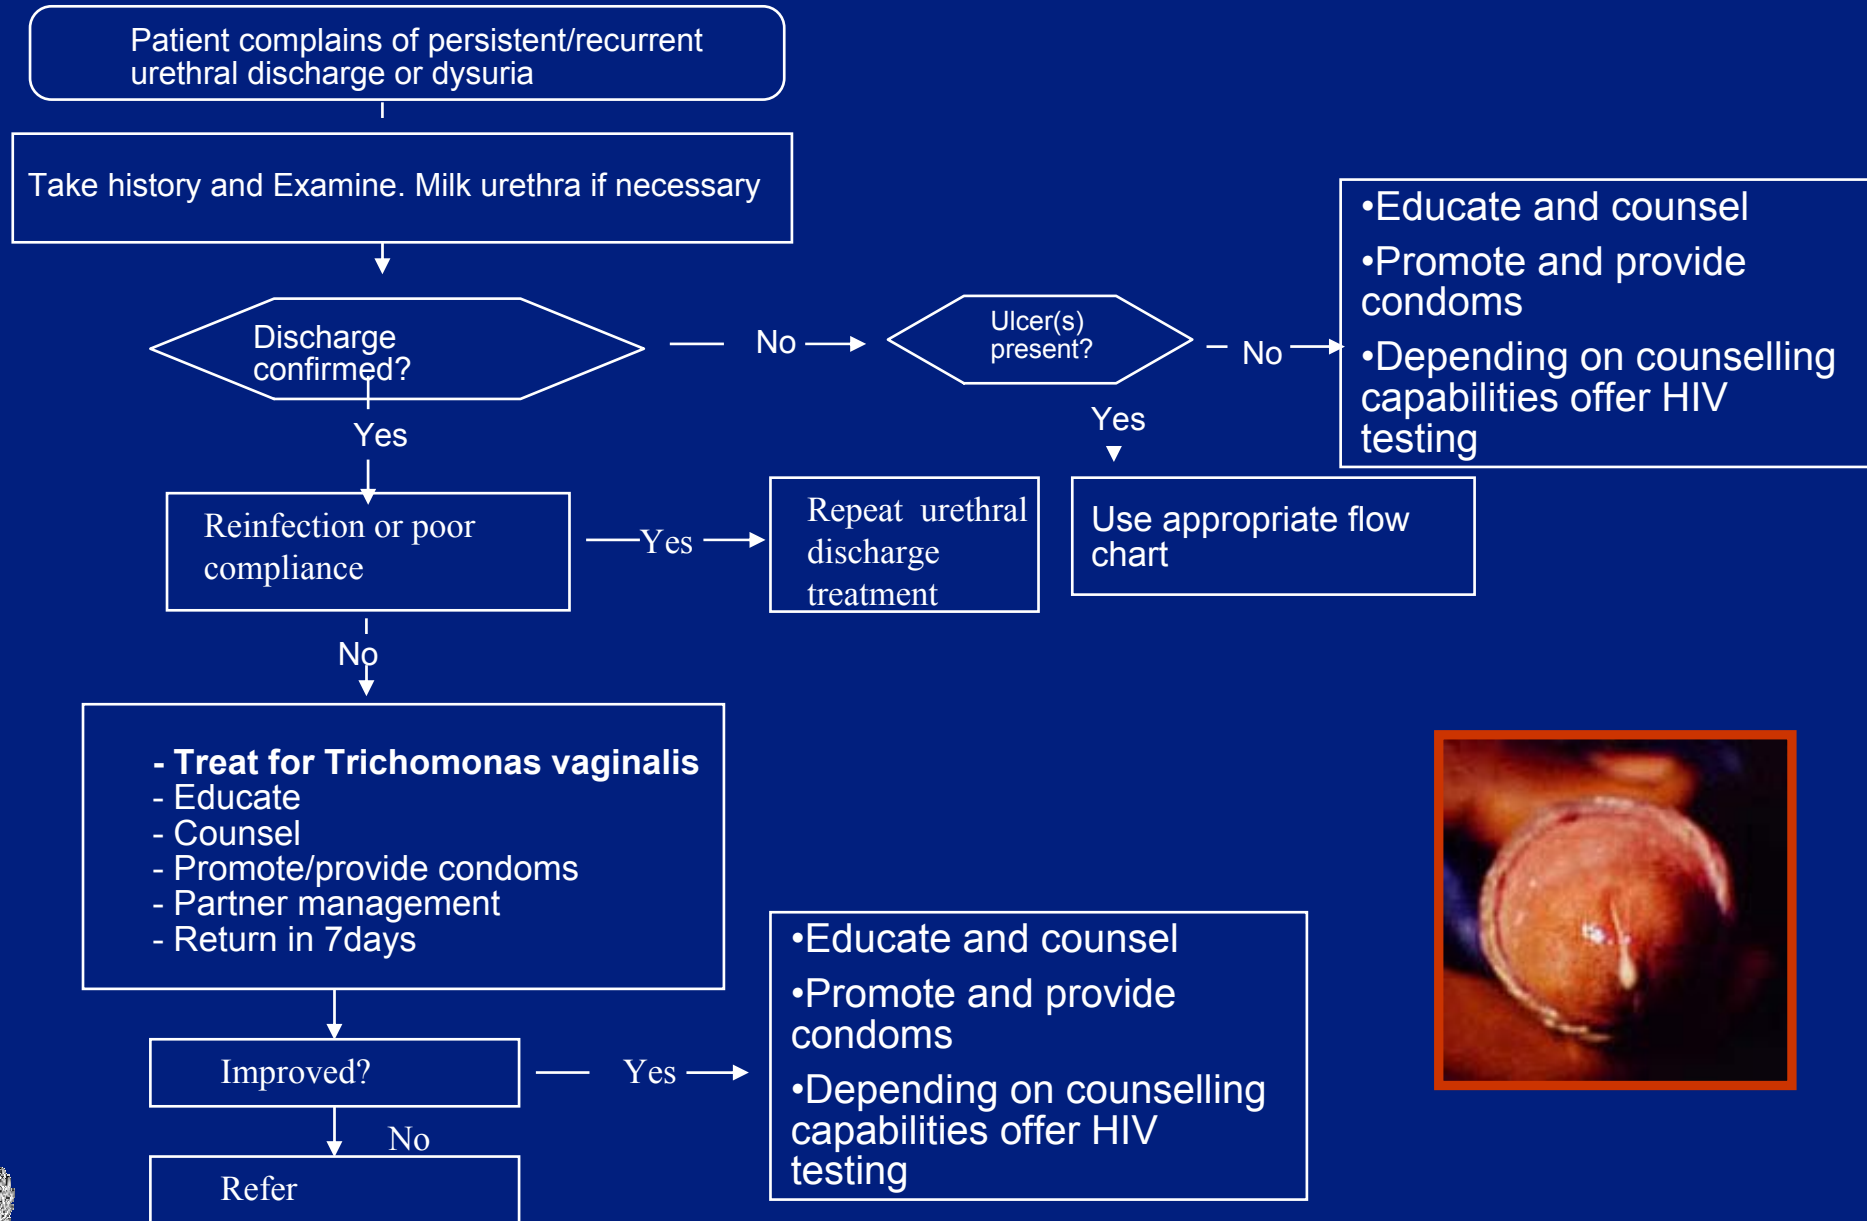 Patient complains of persistent/recurrent
urethral discharge or dysuria
Take history and Examine. Milk urethra if necessary
Discharge
confirmed?
No
Ulcer(s)
present?
No
•Educate and counsel
•Promote and provide
condoms
•Depending on counselling
capabilities offer HIV
testing
Yes
Yes
Reinfection or poor
compliance
Yes
Repeat urethral
discharge
treatment
Use appropriate flow
chart
No
- Treat for Trichomonas vaginalis
- Educate
- Counsel
- Promote/provide condoms
- Partner management
- Return in 7days
Improved?
Yes
•Educate and counsel
•Promote and provide
condoms
•Depending on counselling
capabilities offer HIV
testing
No
Refer